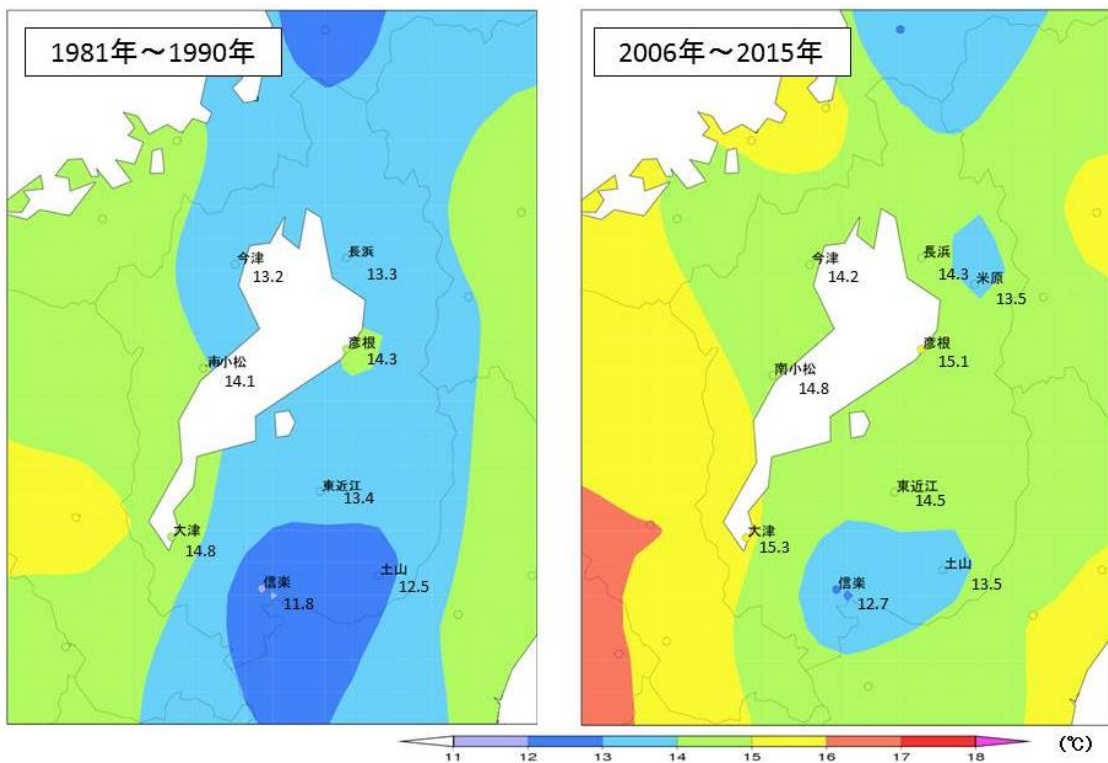 1981年～1990年
今津
13.2
長浜
13.3
彦根
14.3
南小松
14.1
東近江
13.4
大津
14.8
土山
12.5
信楽
11.8
2006年～2015年
今津
14.2
長浜
14.3
米原
13.5
彦根
15.1
南小松
14.8
東近江
14.5
大津
15.3
土山
13.5
信楽
12.7
11 12 13 14 15 16 17 18 (℃)